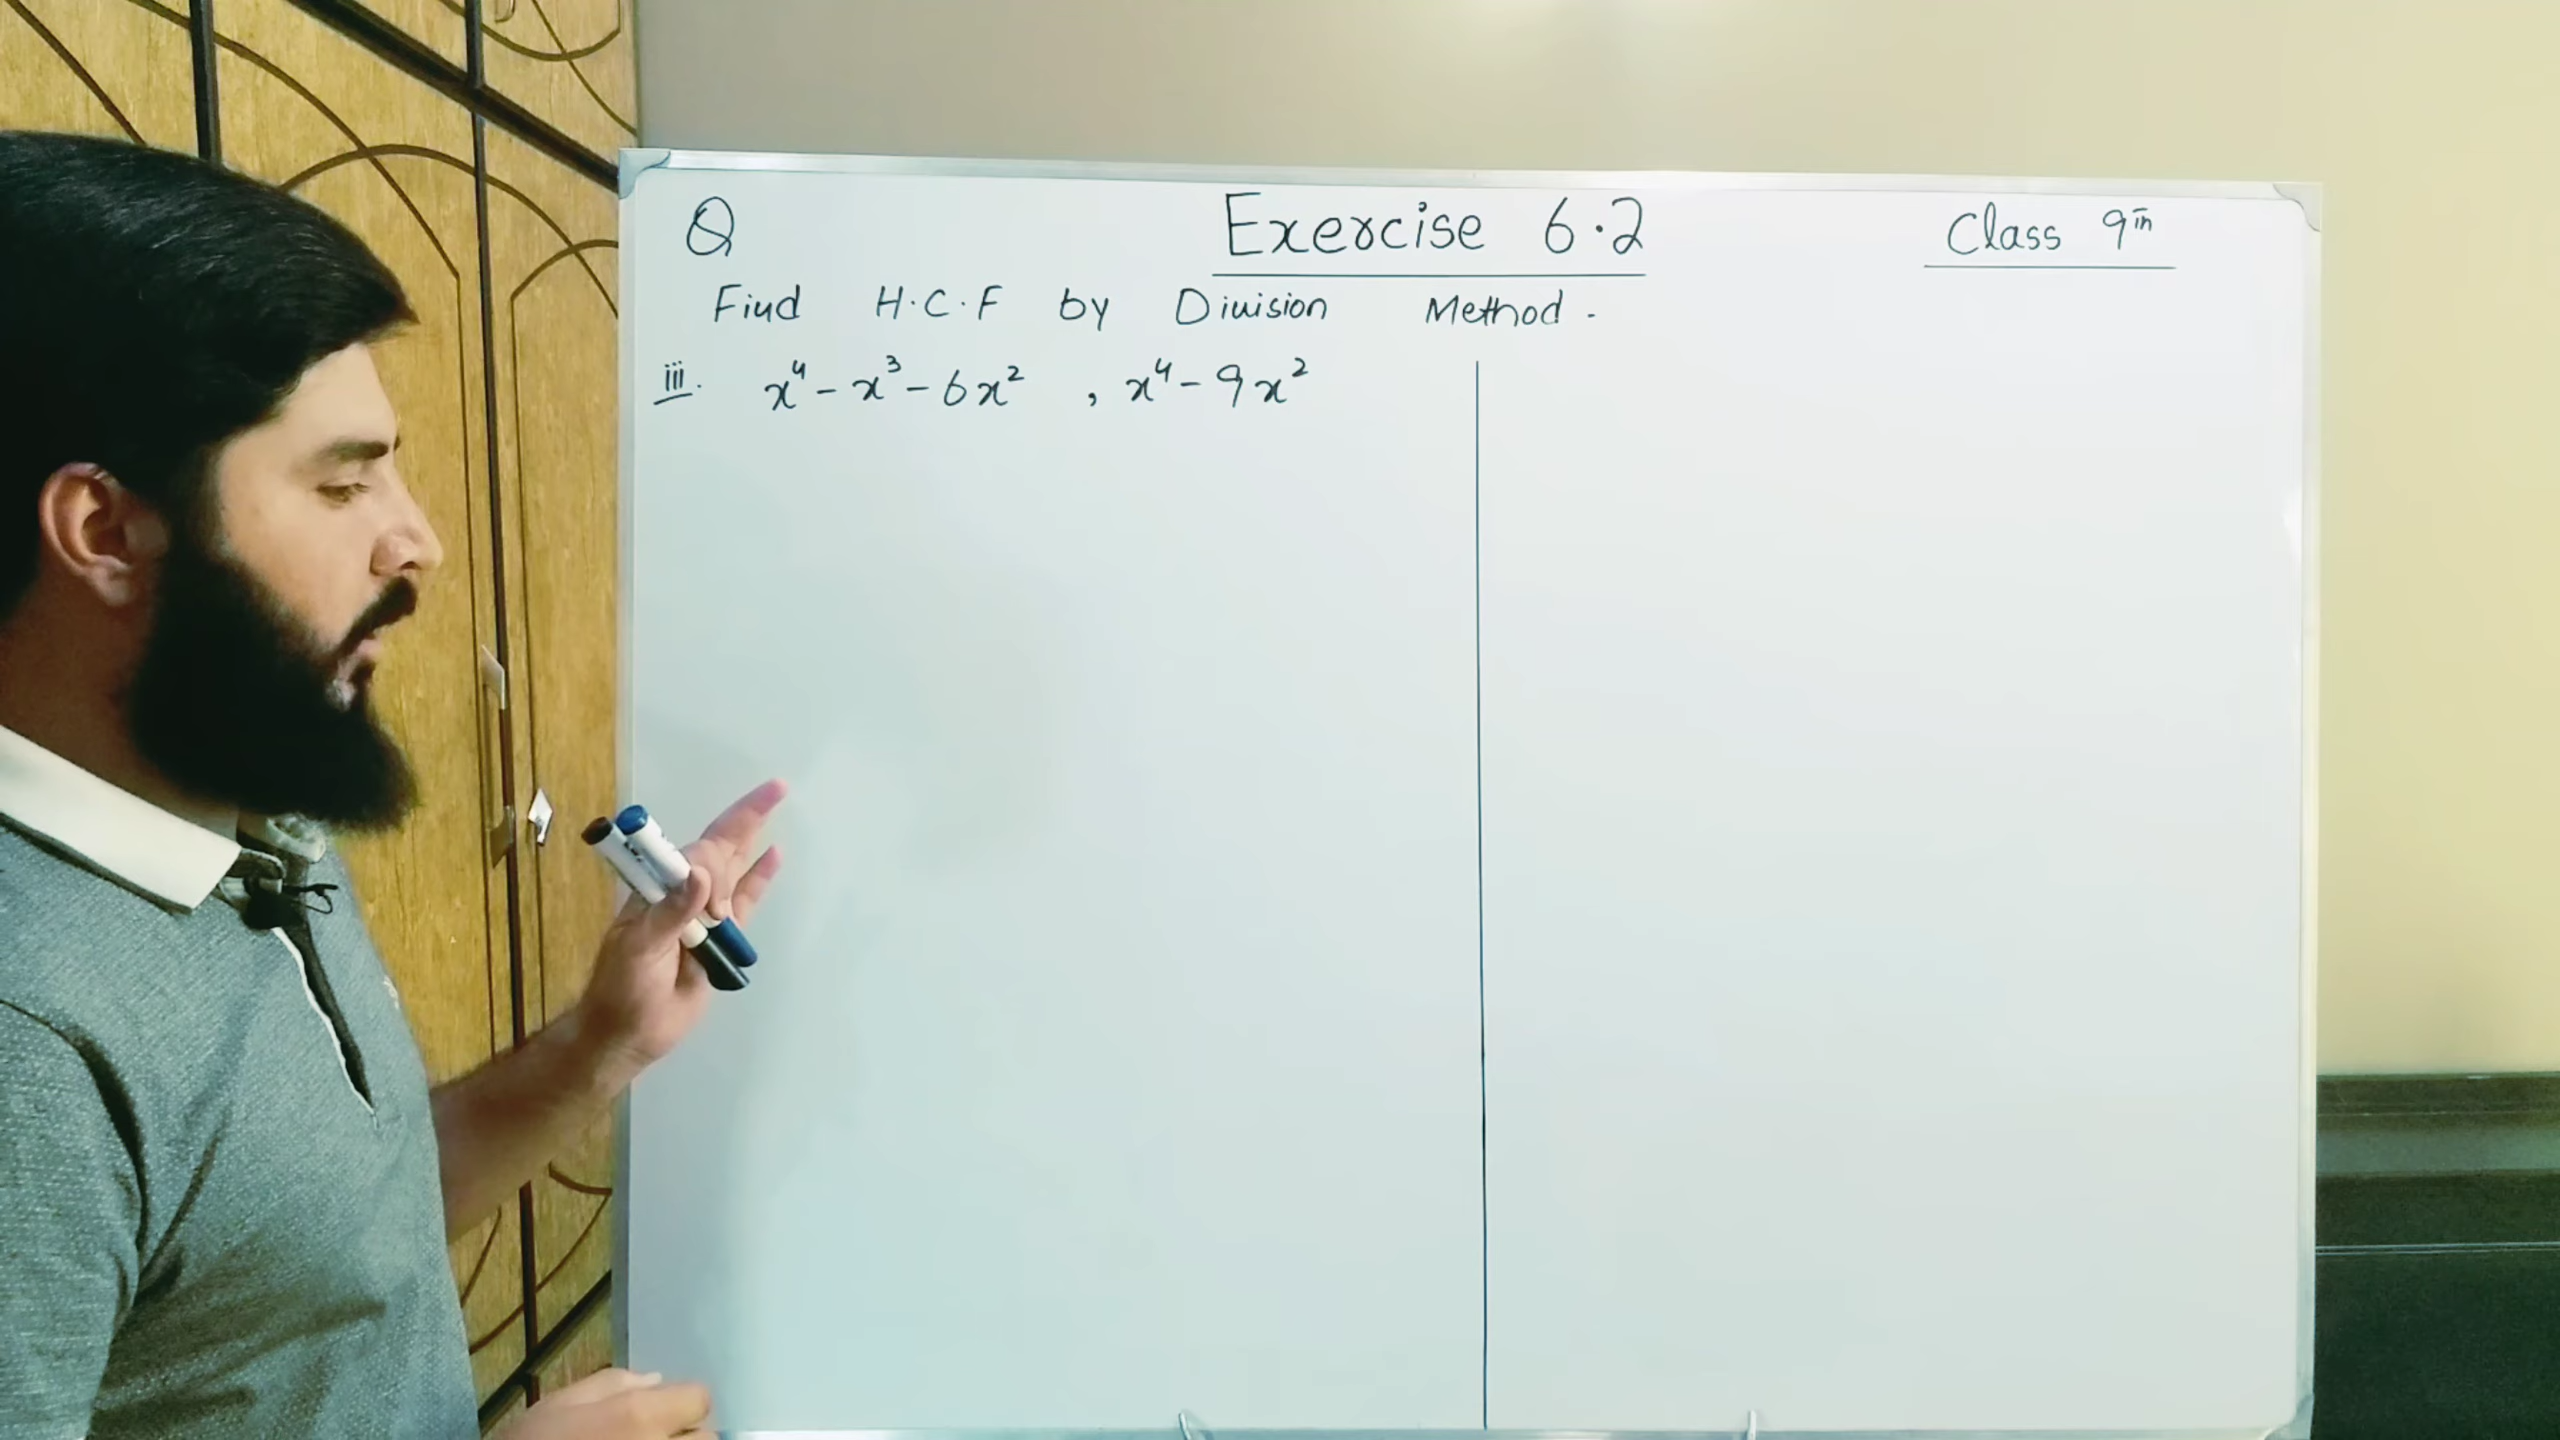 Q Exercise 6.2 Class 9th
Find H.C.F by Division Method.
iii. x⁴ - x³ - 6x² , x⁴ - 9x²